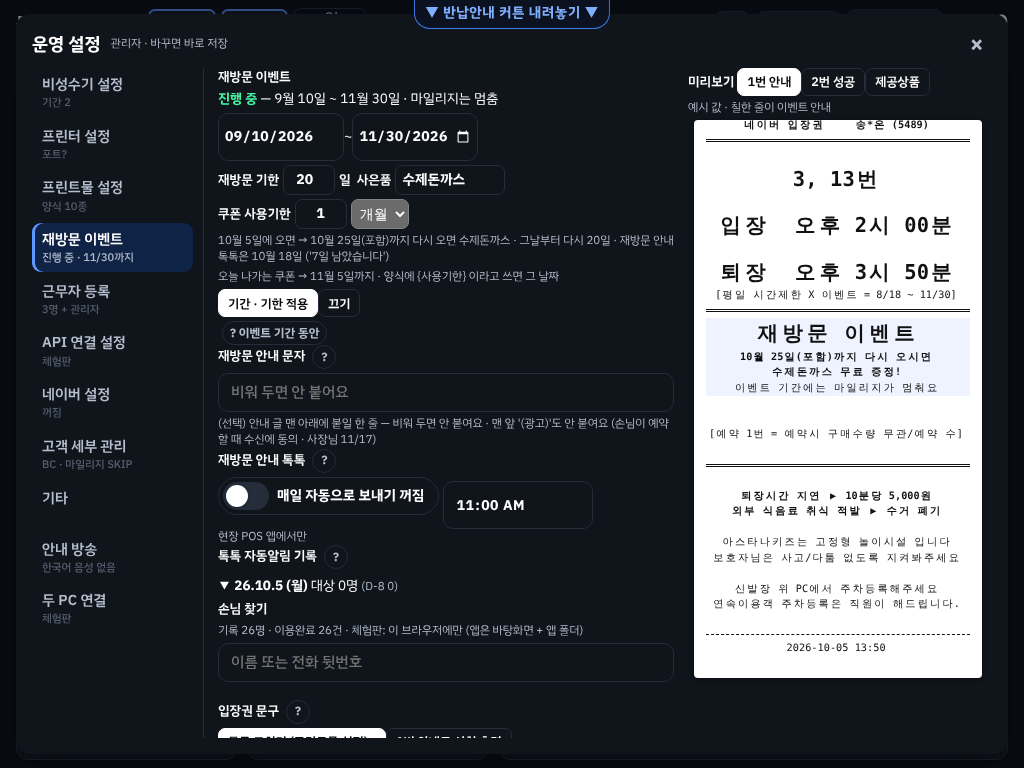 ▼ 반납안내 커튼 내려놓기 ▼
운영 설정 관리자 · 바꾸면 바로 저장
×
비성수기 설정
기간 2
프린터 설정
포트?
프린트물 설정
양식 10종
재방문 이벤트
진행 중 · 11/30까지
근무자 등록
3명 + 관리자
API 연결 설정
체험판
네이버 설정
꺼짐
고객 세부 관리
BC · 마일리지 SKIP
기타
안내 방송
한국어 음성 없음
두 PC 연결
체험판
재방문 이벤트
진행 중 — 9월 10일 ~ 11월 30일 · 마일리지는 멈춤
09/10/2026 ~ 11/30/2026
재방문 기한 20 일 사은품 수제돈까스
쿠폰 사용기한 1 개월
10월 5일에 오면 → 10월 25일(포함)까지 다시 오면 수제돈까스 · 그날부터 다시 20일 · 재방문 안내
톡톡은 10월 18일 ('7일 남았습니다')
오늘 나가는 쿠폰 → 11월 5일까지 · 양식에 {사용기한} 이라고 쓰면 그 날짜
기간 · 기한 적용 끄기
? 이벤트 기간 동안
재방문 안내 문자 ?
비워 두면 안 붙어요
(선택) 안내 글 맨 아래에 붙일 한 줄 — 비워 두면 안 붙여요 · 맨 앞 '(광고)'도 안 붙여요 (손님이 예약
할 때 수신에 동의 · 사장님 11/17)
재방문 안내 톡톡 ?
매일 자동으로 보내기 꺼짐 11:00 AM
현장 POS 앱에서만
톡톡 자동알림 기록 ?
▼ 26.10.5 (월) 대상 0명 (D-8 0)
손님 찾기
기록 26명 · 이용완료 26건 · 체험판: 이 브라우저에만 (앱은 바탕화면 + 앱 폴더)
이름 또는 전화 뒷번호
입장권 문구 ?
미리보기 1번 안내 2번 성공 제공상품
예시 값 · 칠한 줄이 이벤트 안내
네이버 입장권 송*온 (5489)
3, 13번
입장 오후 2시 00분
퇴장 오후 3시 50분
[평일 시간제한 X 이벤트 = 8/18 ~ 11/30]
재방문 이벤트
10월 25일(포함)까지 다시 오시면
수제돈까스 무료 증정!
이벤트 기간에는 마일리지가 멈춰요
[예약 1번 = 예약시 구매수량 무관/예약 수]
퇴장시간 지연 ▶ 10분당 5,000원
외부 식음료 취식 적발 ▶ 수거 폐기
아스타나키즈는 고정형 놀이시설 입니다
보호자님은 사고/다툼 없도록 지켜봐주세요
신발장 위 PC에서 주차등록해주세요
연속이용객 주차등록은 직원이 해드립니다.
2026-10-05 13:50